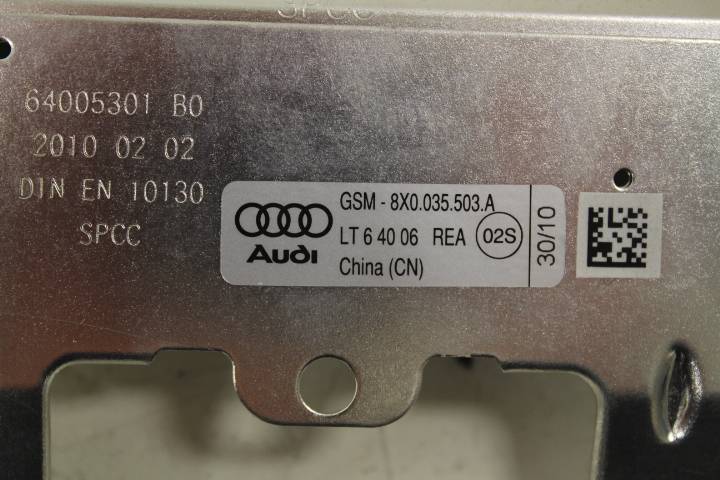 SPCC
64005301 B0
2010 02 02
DIN EN 10130
SPCC
GSM - 8X0.035.503.A
LT 6 40 06 REA 02S
China (CN)
Audi
30/10